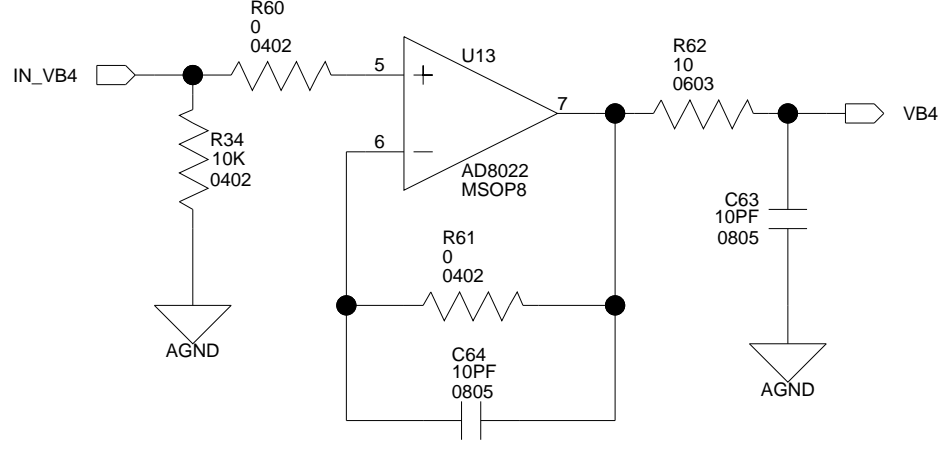 R60
0
0402
IN_VB4
R34
10K
0402
AGND
5
+
6
−
U13
7
AD8022
MSOP8
R61
0
0402
C64
10PF
0805
R62
10
0603
VB4
C63
10PF
0805
AGND